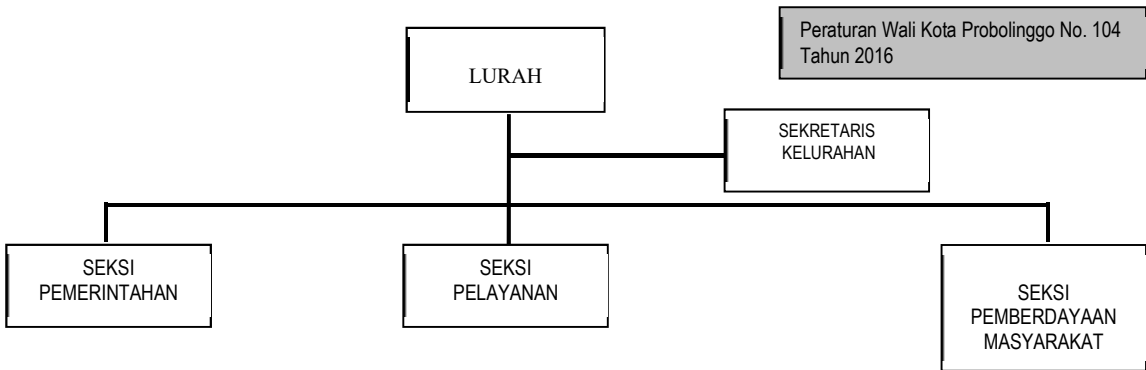 Peraturan Wali Kota Probolinggo No. 104
Tahun 2016
LURAH
SEKRETARIS
KELURAHAN
SEKSI
PEMERINTAHAN
SEKSI
PELAYANAN
SEKSI
PEMBERDAYAAN
MASYARAKAT